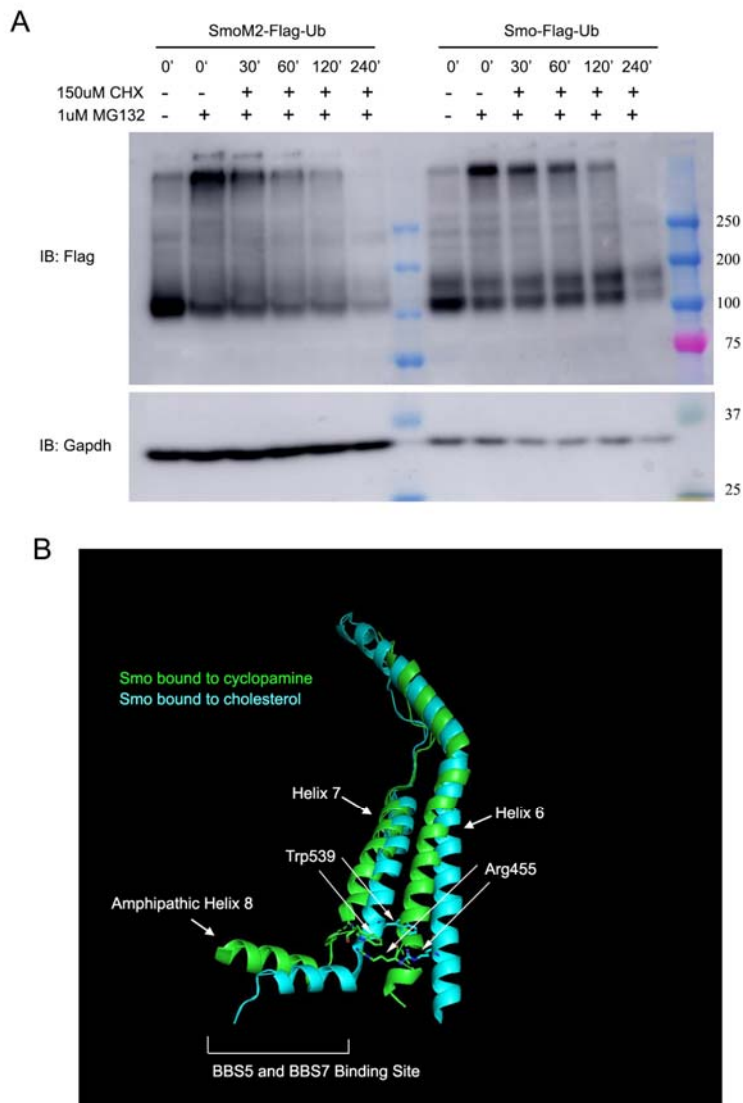 A
SmoM2-Flag-Ub Smo-Flag-Ub
0' 0' 30' 60' 120' 240' 0' 0' 30' 60' 120' 240'
150uM CHX - - + + + + - - + + + +
1uM MG132 - + + + + + - + + + + +
250
IB: Flag 200
100
75
37
IB: Gapdh
25
B
Smo bound to cyclopamine
Smo bound to cholesterol
Helix 7
Helix 6
Trp539
Arg455
Amphipathic Helix 8
BBS5 and BBS7 Binding Site